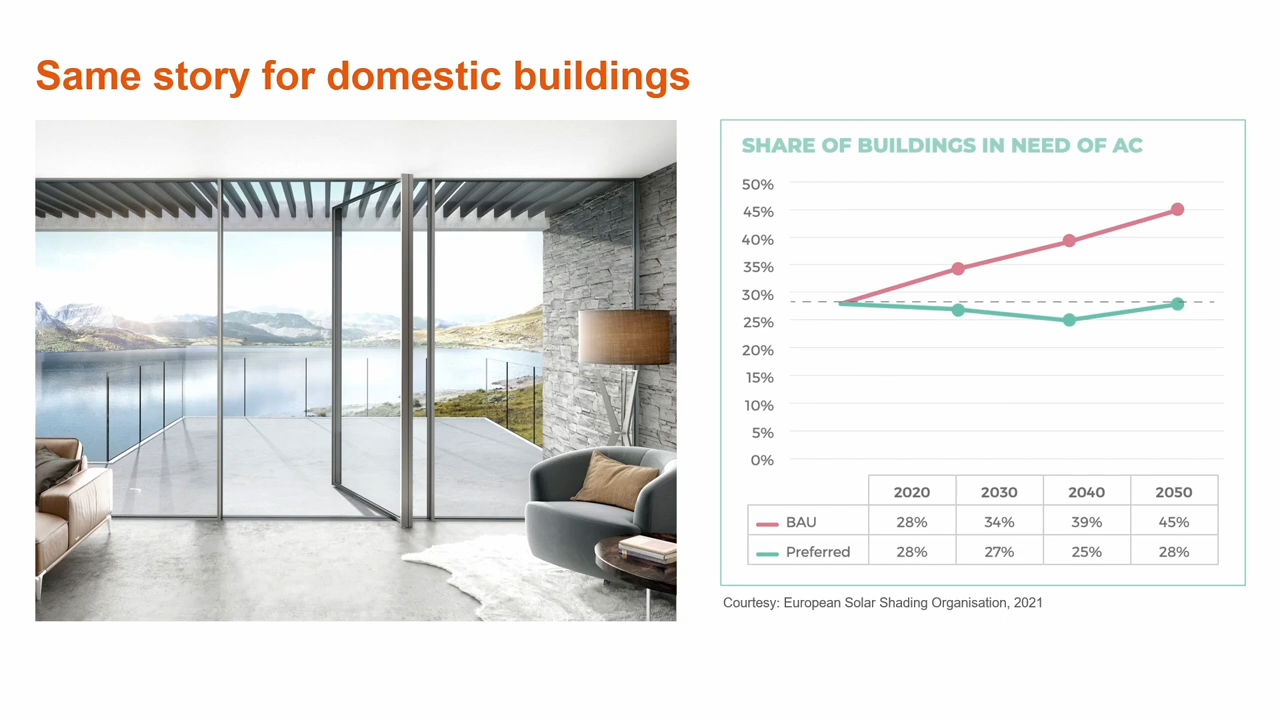 Same story for domestic buildings
SHARE OF BUILDINGS IN NEED OF AC
50%
45%
40%
35%
30%
25%
20%
15%
10%
5%
0%
2020 2030 2040 2050
BAU 28% 34% 39% 45%
Preferred 28% 27% 25% 28%
Courtesy: European Solar Shading Organisation, 2021